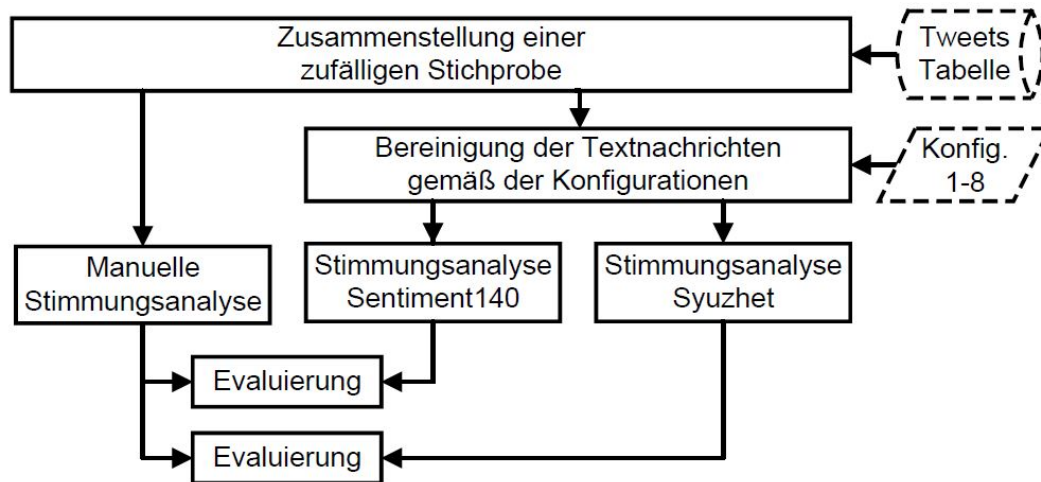 Zusammenstellung einer
zufälligen Stichprobe
Tweets
Tabelle
Bereinigung der Textnachrichten
gemäß der Konfigurationen
Konfig.
1-8
Manuelle
Stimmungsanalyse
Stimmungsanalyse
Sentiment140
Stimmungsanalyse
Syuzhet
Evaluierung
Evaluierung